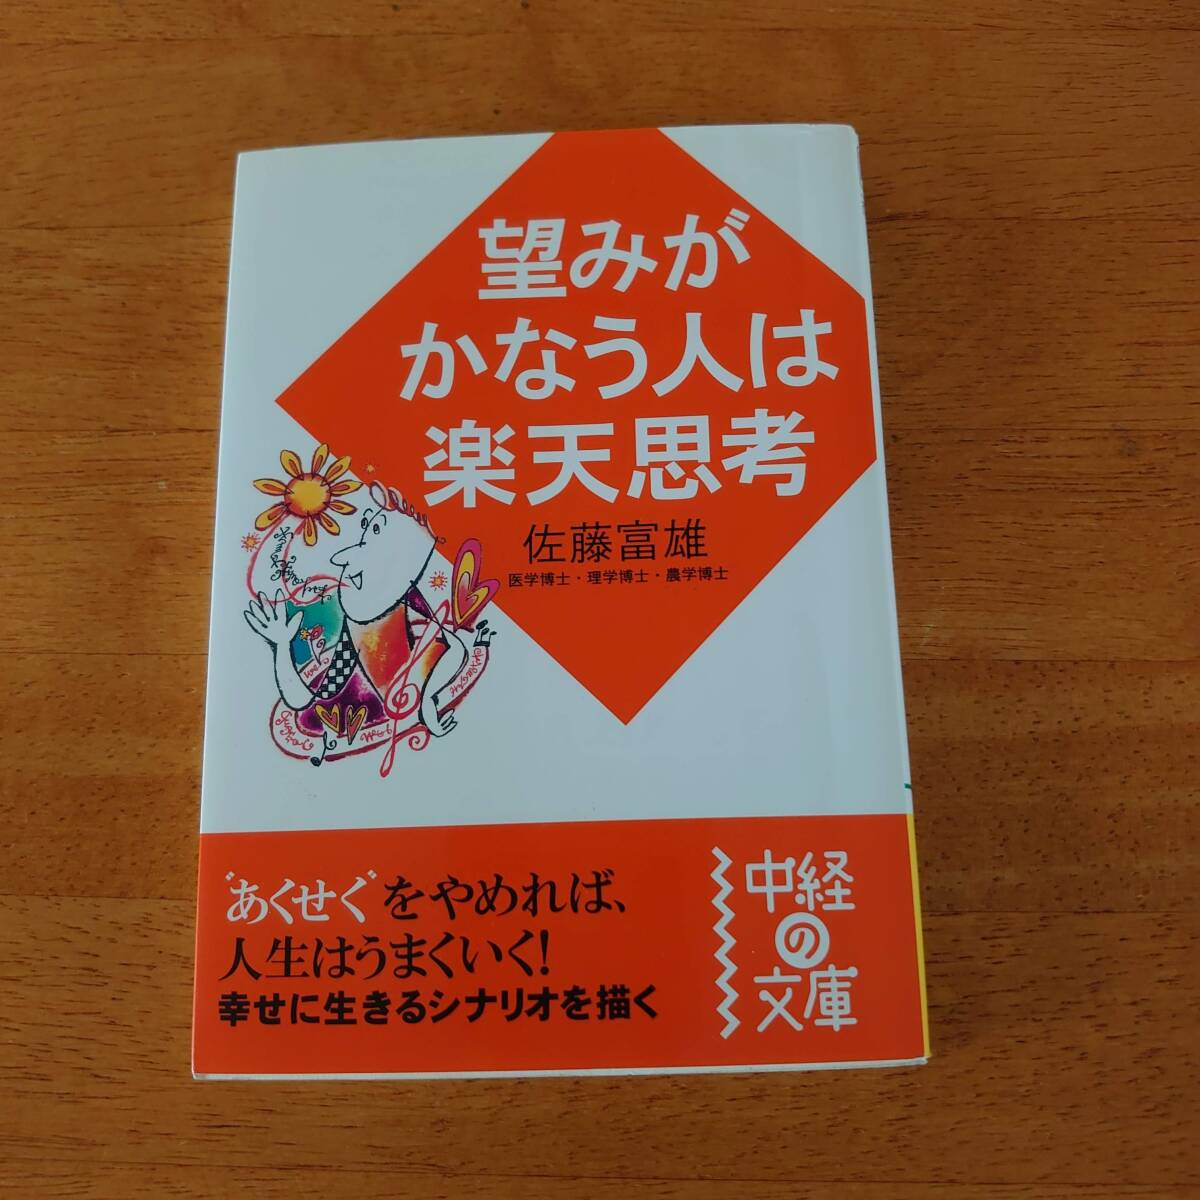 望みが
かなう人は
楽天思考
佐藤富雄
医学博士・理学博士・農学博士
“あくせぐ”をやめれば、
人生はうまくいく!
幸せに生きるシナリオを描く
中経
の
文庫